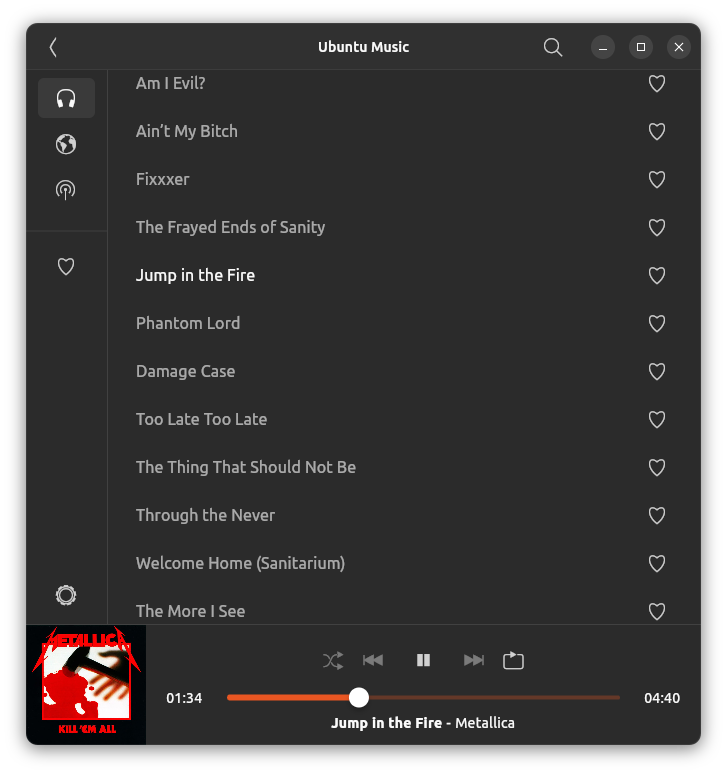 Ubuntu Music
Am I Evil?
Ain’t My Bitch
Fixxxer
The Frayed Ends of Sanity
Jump in the Fire
Phantom Lord
Damage Case
Too Late Too Late
The Thing That Should Not Be
Through the Never
Welcome Home (Sanitarium)
The More I See
METALLICA
KILL 'EM ALL
01:34
04:40
Jump in the Fire - Metallica